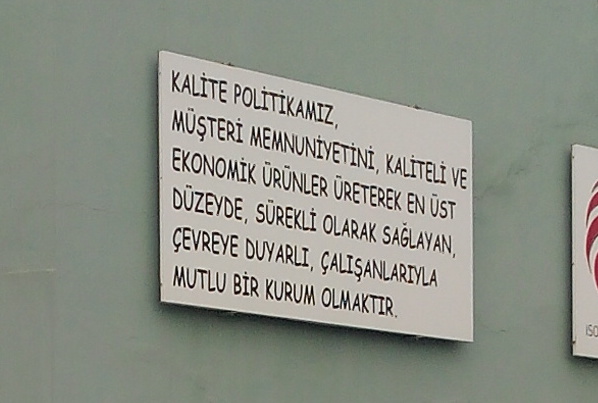 KALİTE POLİTİKAMIZ,
MÜŞTERİ MEMNUNİYETİNİ, KALİTELİ VE
EKONOMİK ÜRÜNLER ÜRETEREK EN ÜST
DÜZEYDE, SÜREKLİ OLARAK SAĞLAYAN,
ÇEVREYE DUYARLI, ÇALIŞANLARIYLA
MUTLU BİR KURUM OLMAKTIR.